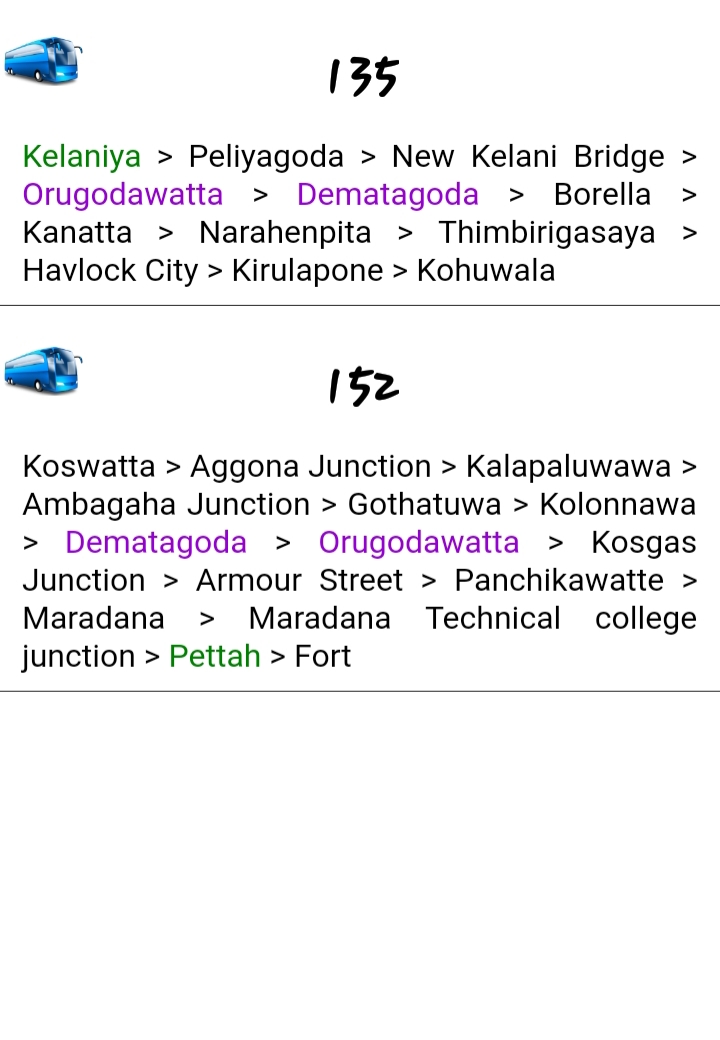 135
Kelaniya > Peliyagoda > New Kelani Bridge >
Orugodawatta > Dematagoda > Borella >
Kanatta > Narahenpita > Thimbirigasaya >
Havlock City > Kirulapone > Kohuwala
152
Koswatta > Aggona Junction > Kalapaluwawa >
Ambagaha Junction > Gothatuwa > Kolonnawa
> Dematagoda > Orugodawatta > Kosgas
Junction > Armour Street > Panchikawatte >
Maradana > Maradana Technical college
junction > Pettah > Fort